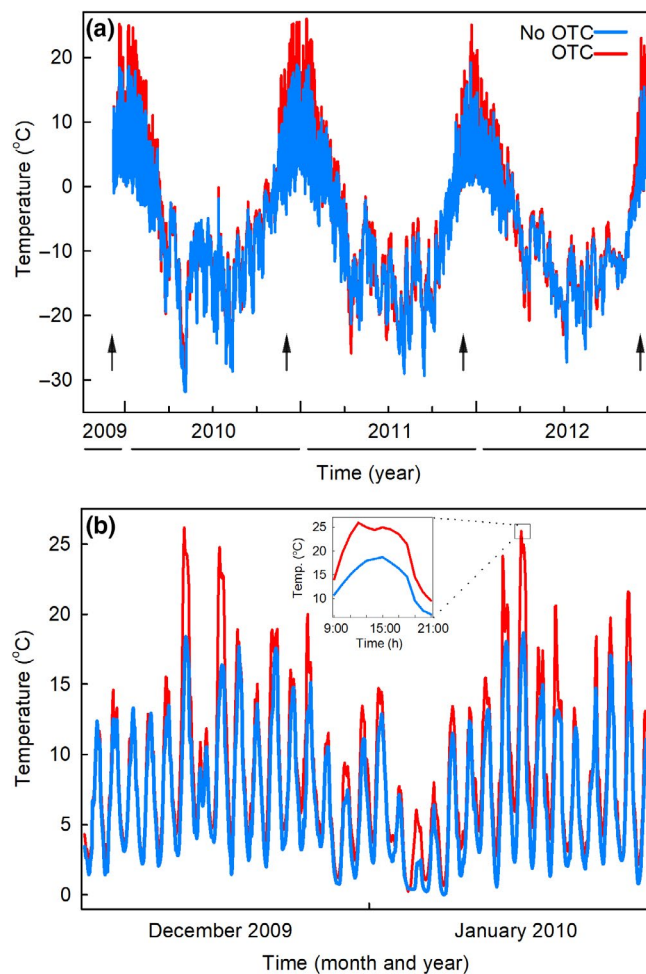 (a)
No OTC
OTC
Temperature (°C)
20
10
0
−10
−20
−30
2009 2010 2011 2012
Time (year)
(b)
Temperature (°C)
25
20
15
10
5
0
Temp. (°C)
25
20
15
10
9:00 15:00 21:00
Time (h)
December 2009 January 2010
Time (month and year)